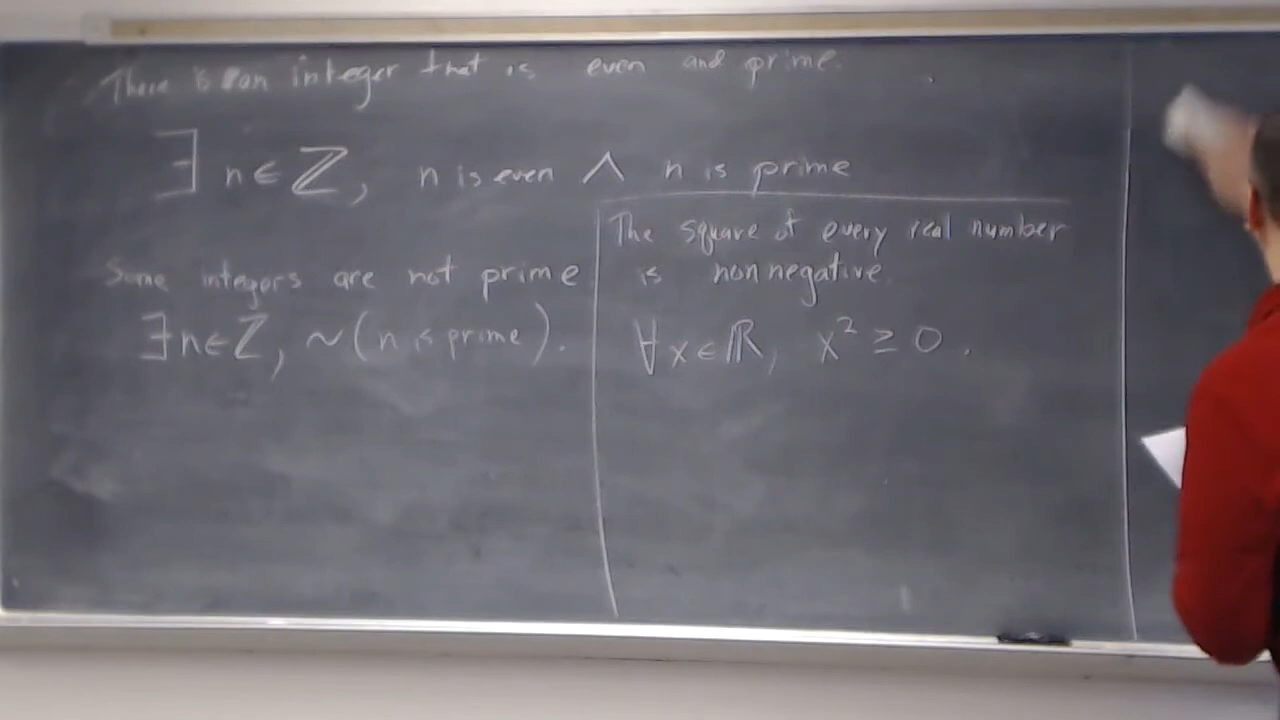 There is an integer that is even and prime.
∃ n ∈ ℤ, n is even ∧ n is prime
Some integers are not prime
∃ n ∈ ℤ, ~(n is prime).
The square of every real number
is nonnegative.
∀ x ∈ ℝ, x² ≥ 0.